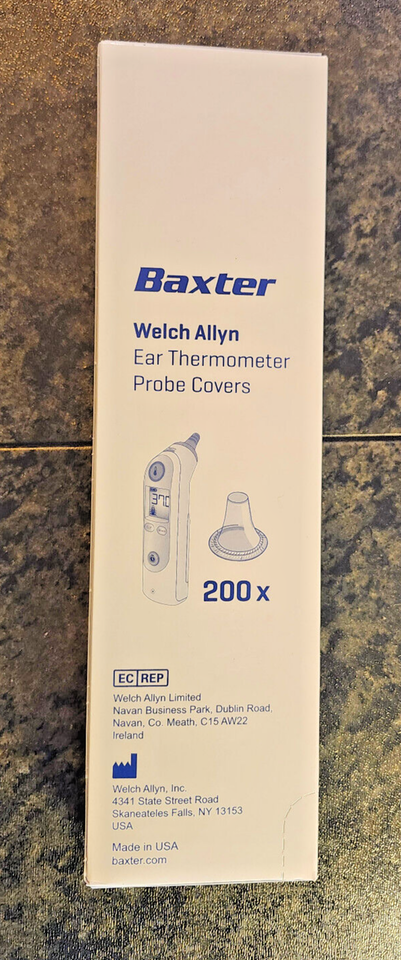 Baxter
Welch Allyn
Ear Thermometer
Probe Covers
37.0
200 x
EC REP
Welch Allyn Limited
Navan Business Park, Dublin Road,
Navan, Co. Meath, C15 AW22
Ireland
Welch Allyn, Inc.
4341 State Street Road
Skaneateles Falls, NY 13153
USA
Made in USA
baxter.com